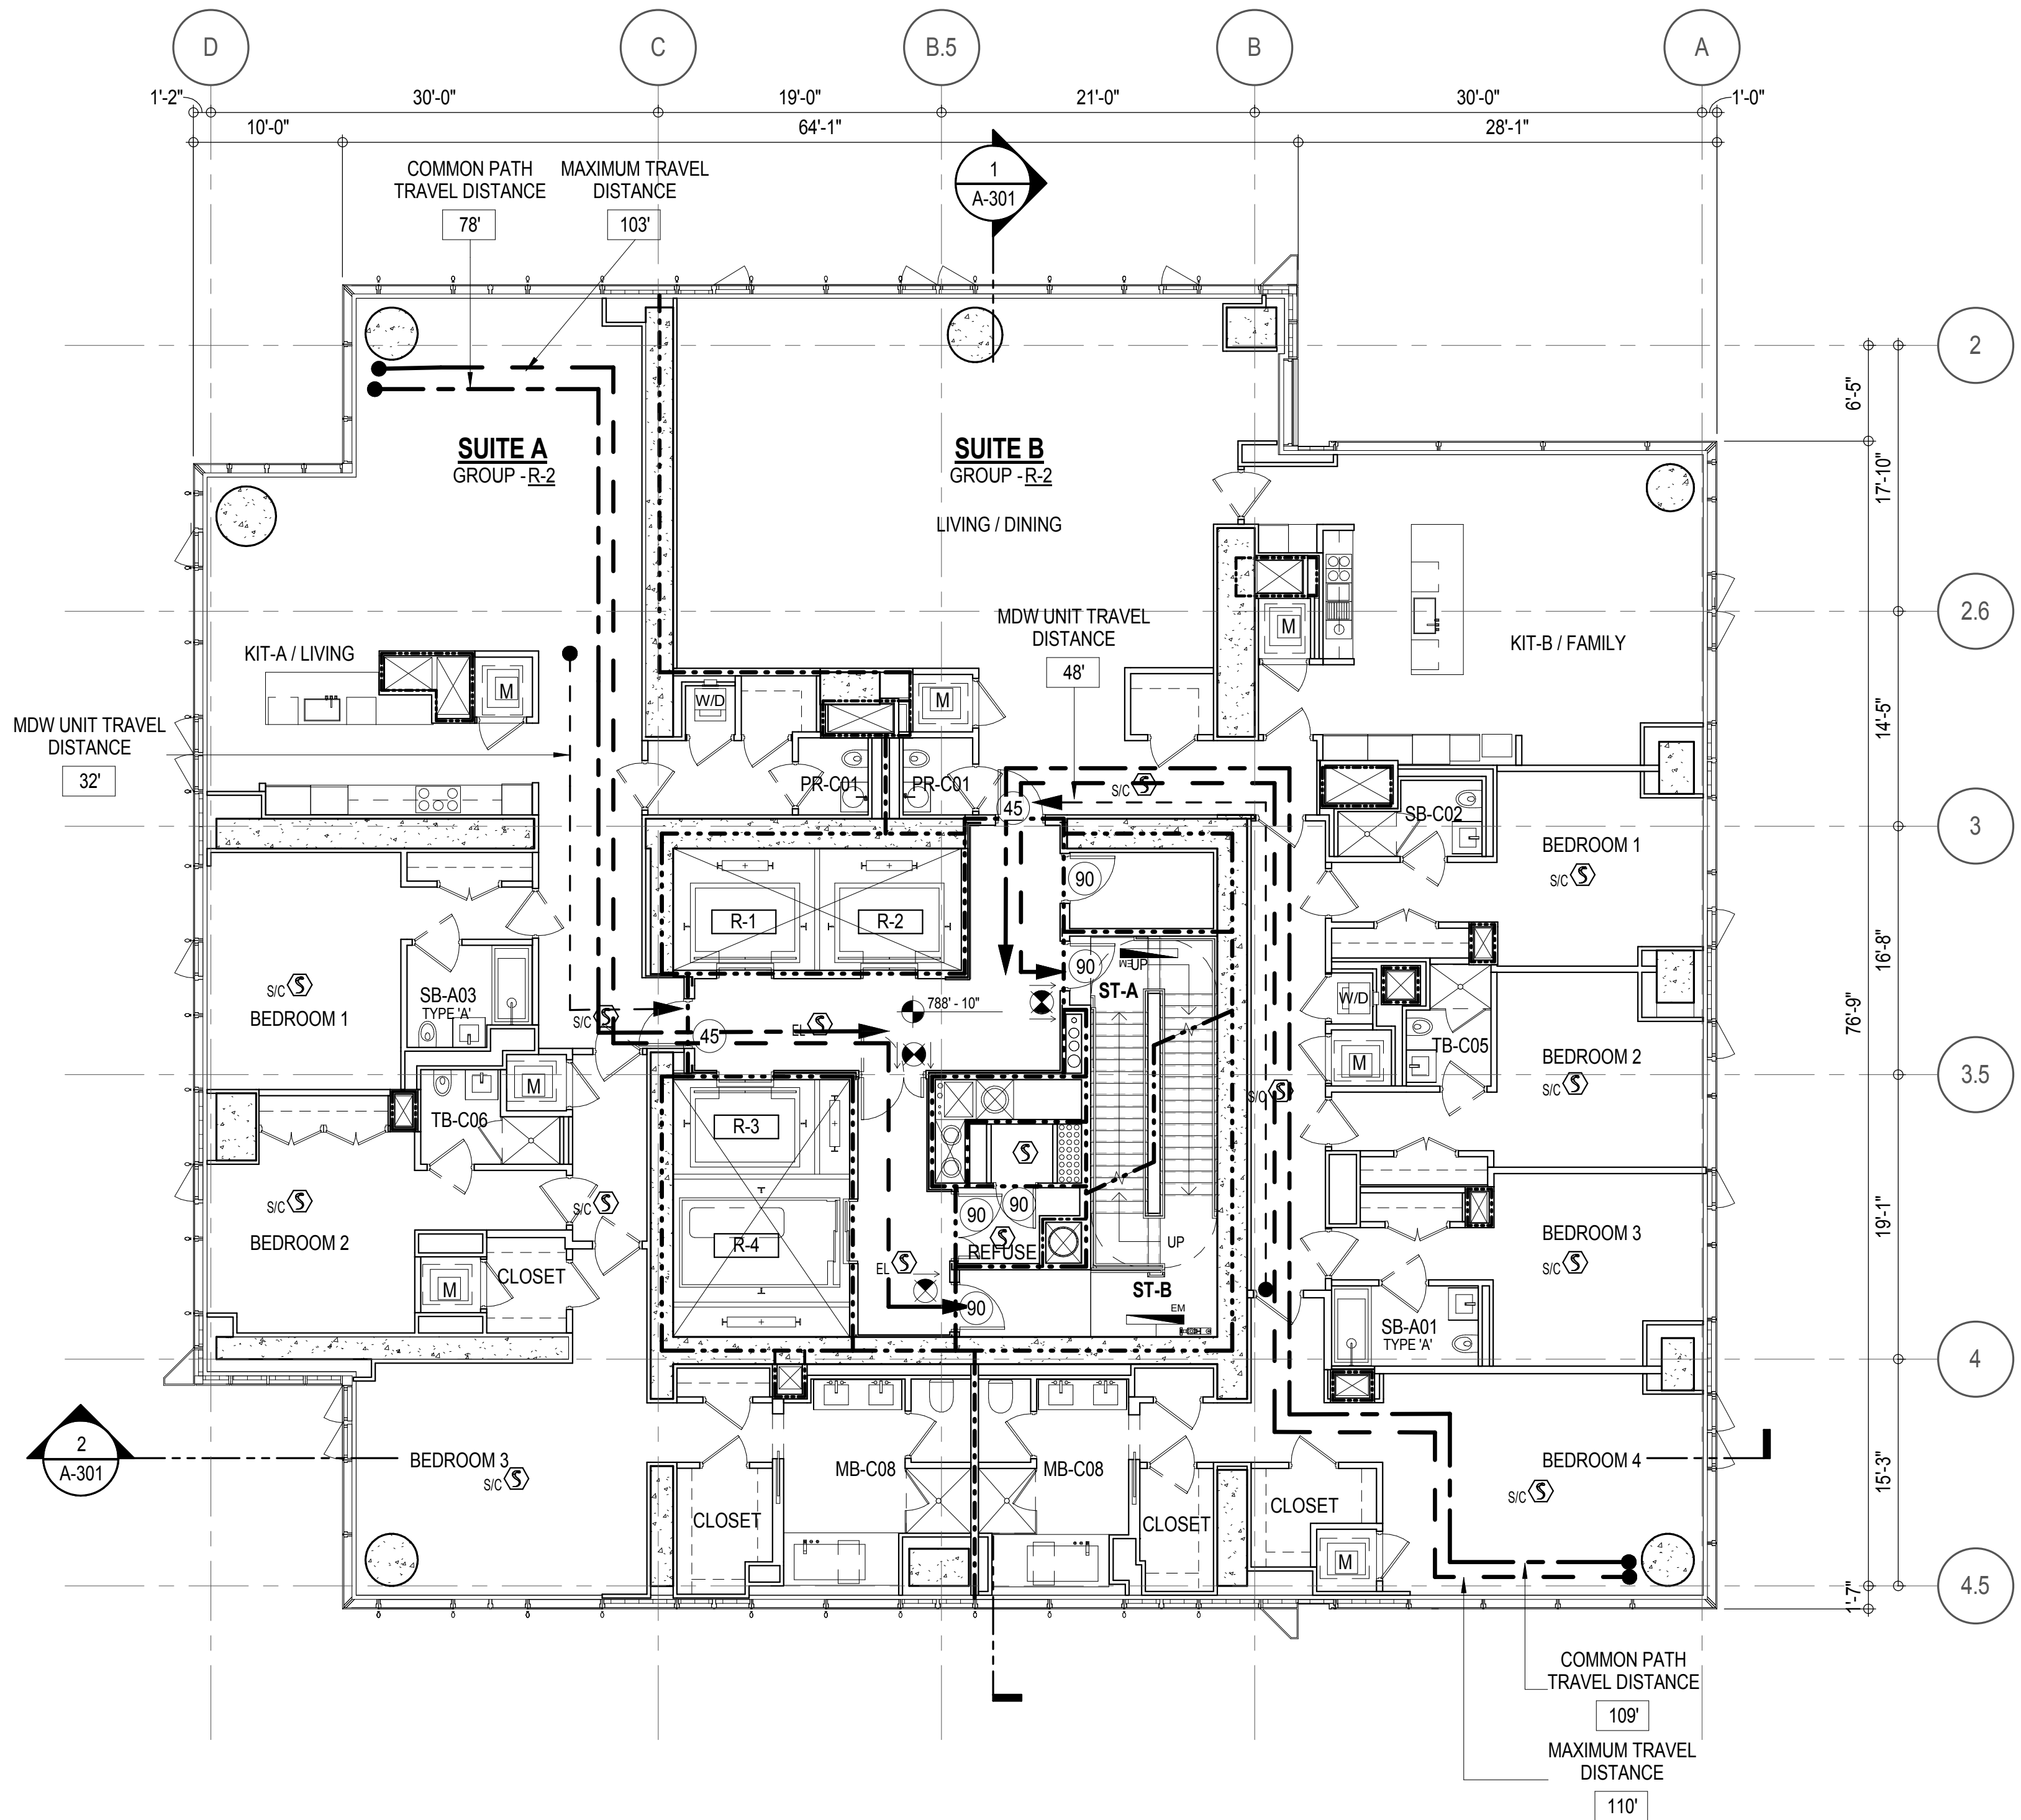 D
C
B.5
B
A
1'-2"
30'-0"
19'-0"
21'-0"
30'-0"
1'-0"
10'-0"
64'-1"
28'-1"
COMMON PATH
TRAVEL DISTANCE
78'
MAXIMUM TRAVEL
DISTANCE
103'
1
A-301
2
6'-5"
SUITE A
GROUP - R-2
SUITE B
GROUP - R-2
17'-10"
LIVING / DINING
MDW UNIT TRAVEL
DISTANCE
48'
M
2.6
KIT-A / LIVING
KIT-B / FAMILY
M
W/D
M
MDW UNIT TRAVEL
DISTANCE
32'
14'-5"
PR-C01
PR-C01
S/C S
45
SB-C02
3
BEDROOM 1
S/C S
90
R-1
R-2
16'-8"
90
EM
UP
S/C S
BEDROOM 1
SB-A03
TYPE 'A'
ST-A
W/D
76'-9"
788' - 10"
S/C S
45
EL S
TB-C05
BEDROOM 2
S/C S
M
3.5
M
S/C S
TB-C06
R-3
S
S/C S
BEDROOM 2
S/C S
90
90
S
REFUSE
19'-1"
BEDROOM 3
S/C S
R-4
UP
EL S
M
CLOSET
ST-B
EM
90
SB-A01
TYPE 'A'
4
2
A-301
BEDROOM 3
S/C S
MB-C08
MB-C08
BEDROOM 4
S/C S
15'-3"
CLOSET
CLOSET
CLOSET
M
4.5
1'-7"
COMMON PATH
TRAVEL DISTANCE
109'
MAXIMUM TRAVEL
DISTANCE
110'